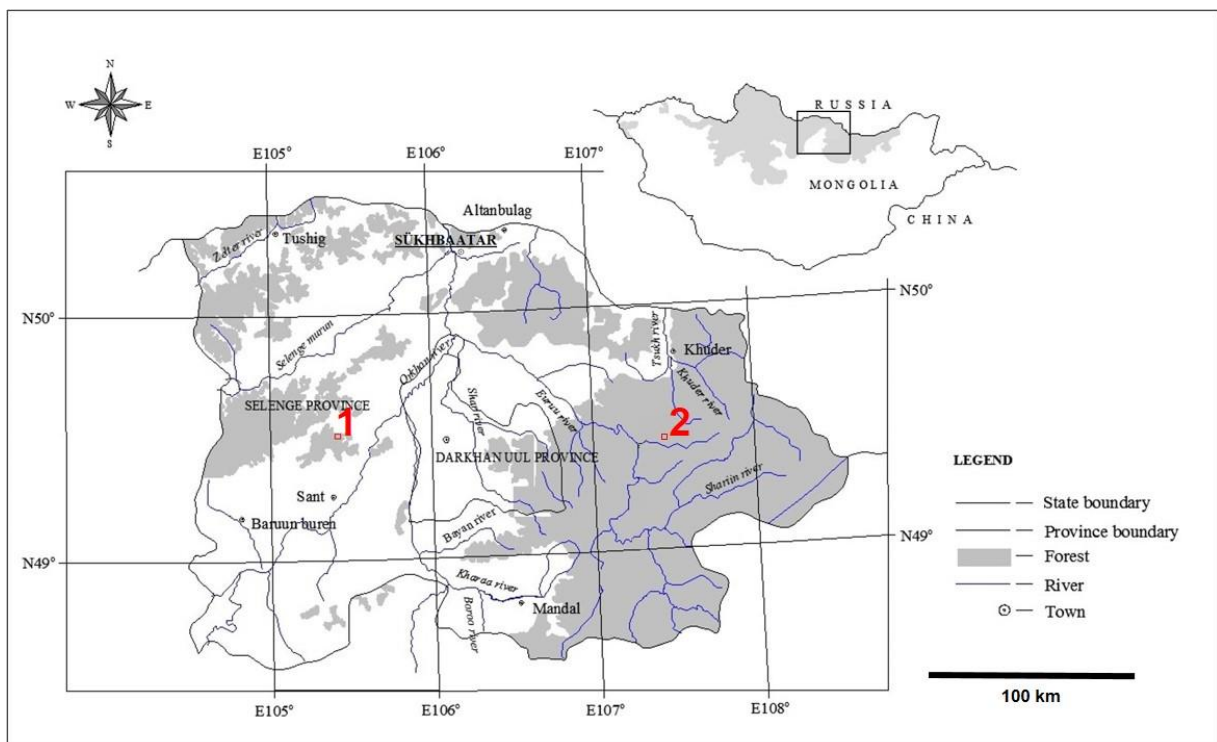 N
W E
S
RUSSIA
MONGOLIA
CHINA
E105° E106° E107°
Altanbulag
SÜKHBAATAR
Tushig
Zelter river
N50° N50°
Selenge murun
Orkhon river
Tsukh river
Khuder
Khuder river
Euruu river
Shari river
SELENGE PROVINCE
1
2
DARKHAN UUL PROVINCE
Shariin river
Sant
Baruun buren
Bayan river
N49° N49°
Kharaa river
Boroo river
Mandal
E105° E106° E107° E108°
LEGEND
State boundary
Province boundary
Forest
River
Town
100 km